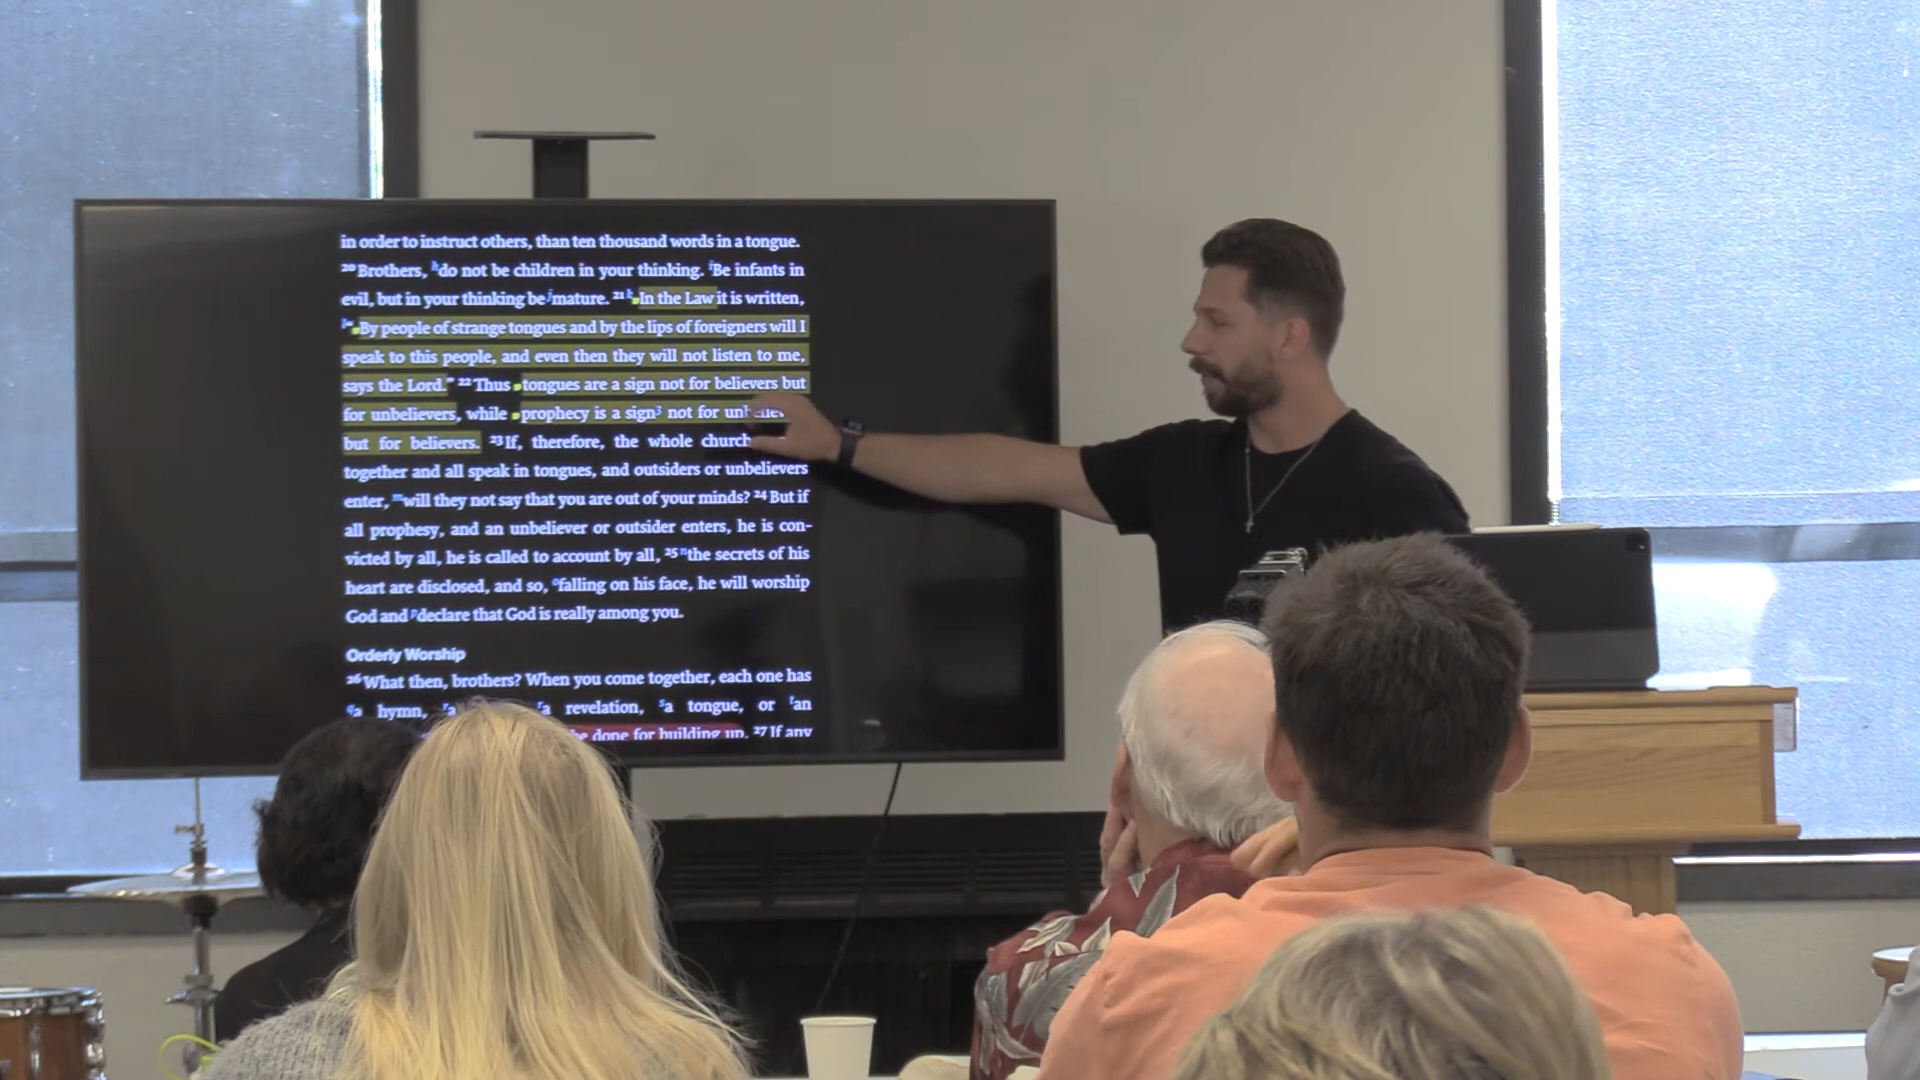 in order to instruct others, than ten thousand words in a tongue.
20 Brothers, h do not be children in your thinking. i Be infants in
evil, but in your thinking be j mature. 21 k In the Law it is written,
l “By people of strange tongues and by the lips of foreigners will I
speak to this people, and even then they will not listen to me,
says the Lord.” 22 Thus tongues are a sign not for believers but
for unbelievers, while prophecy is a sign3 not for
but for believers. 23 If, therefore, the whole church
together and all speak in tongues, and outsiders or unbelievers
enter, m will they not say that you are out of your minds? 24 But if
all prophesy, and an unbeliever or outsider enters, he is con-
victed by all, he is called to account by all, 25 n the secrets of his
heart are disclosed, and so, o falling on his face, he will worship
God and p declare that God is really among you.
Orderly Worship
26 What then, brothers? When you come together, each one has
q a hymn, r a r a revelation, s a tongue, or t an
be done for building up. 27 If any